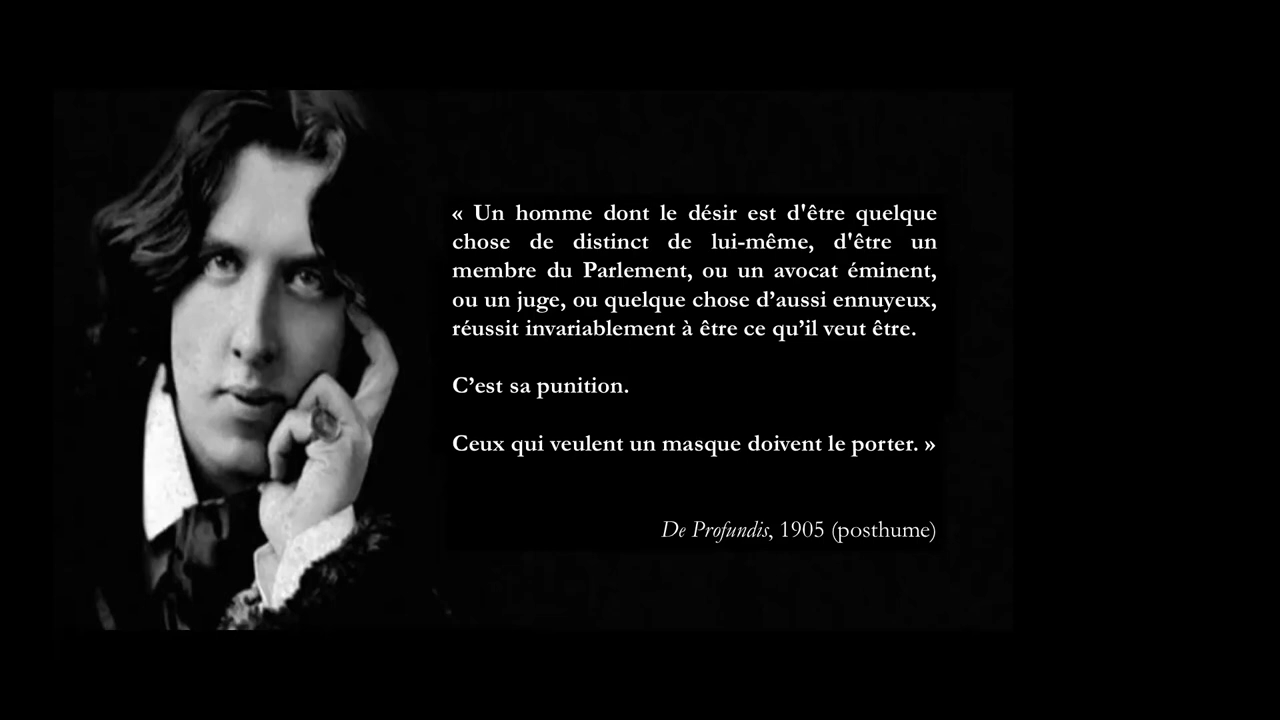 « Un homme dont le désir est d'être quelque
chose de distinct de lui-même, d'être un
membre du Parlement, ou un avocat éminent,
ou un juge, ou quelque chose d’aussi ennuyeux,
réussit invariablement à être ce qu’il veut être.
C’est sa punition.
Ceux qui veulent un masque doivent le porter. »
De Profundis, 1905 (posthume)